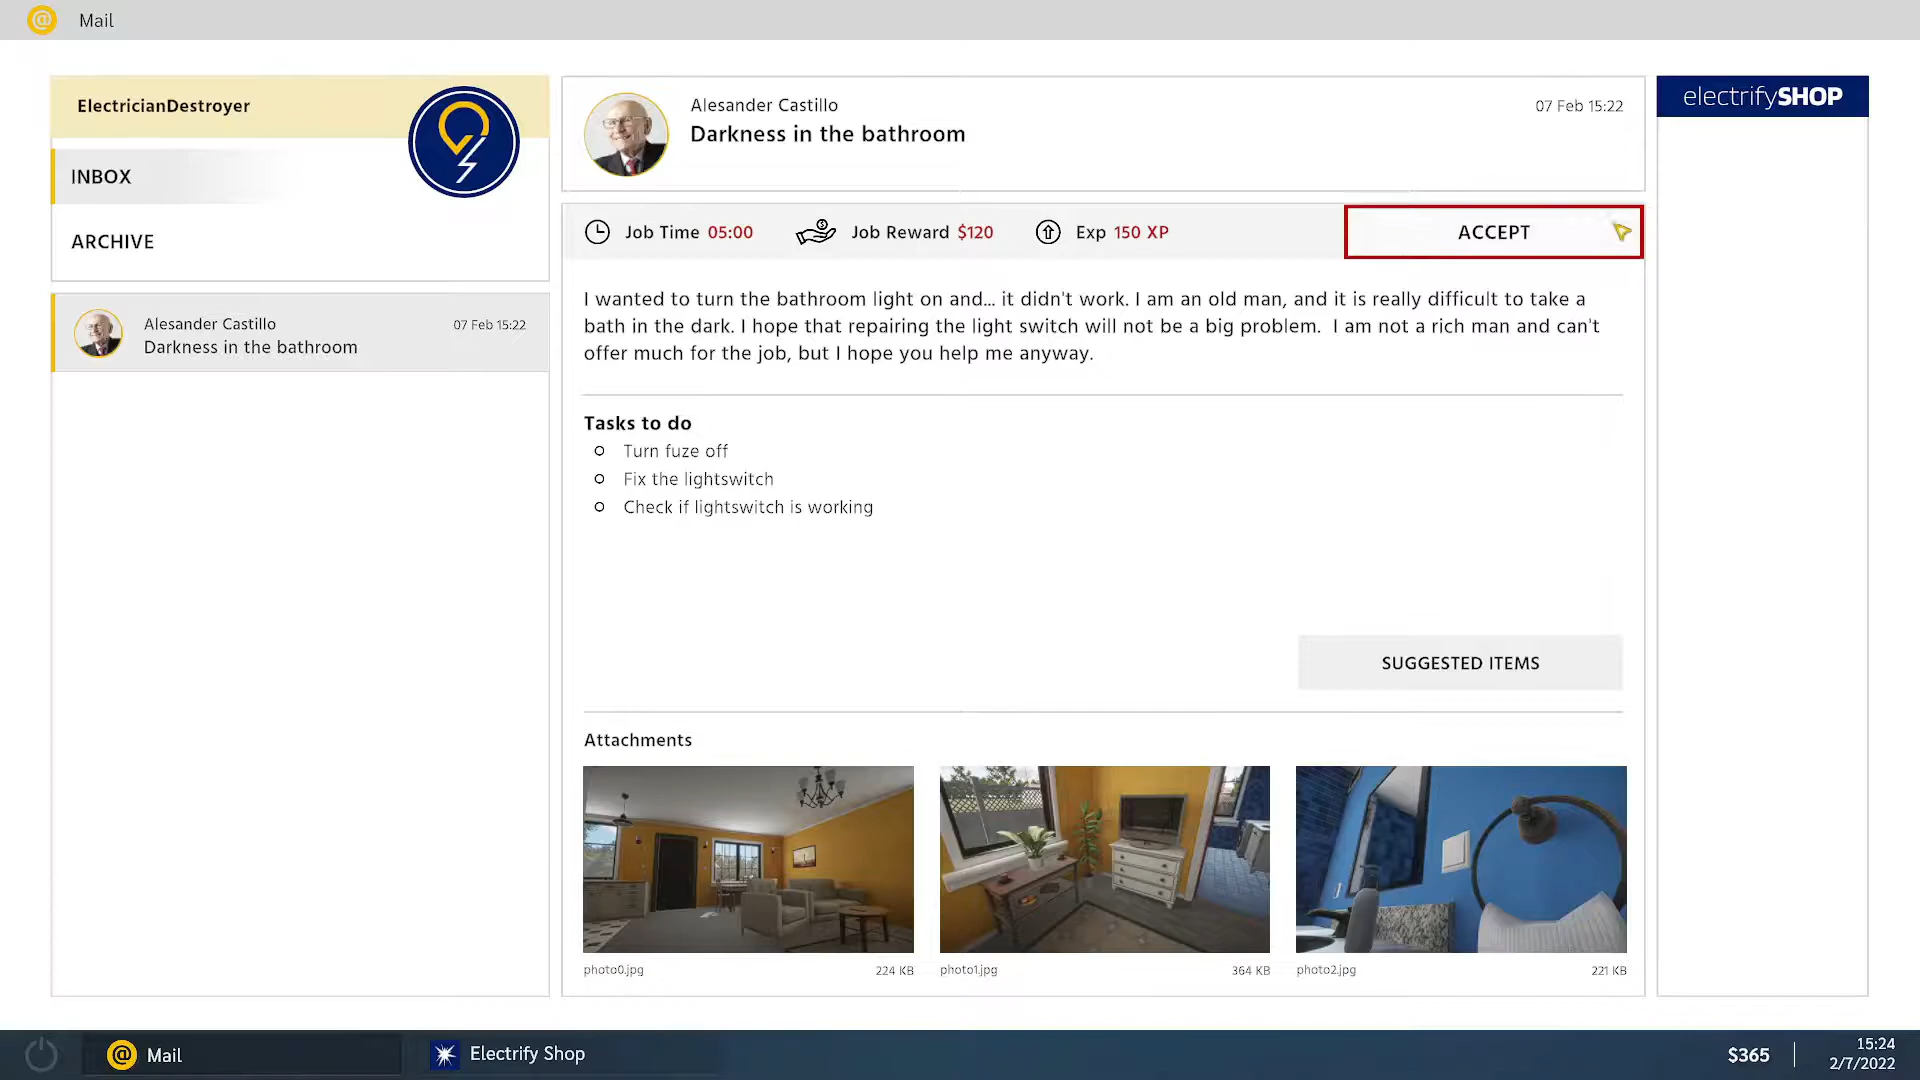 Mail
ElectricianDestroyer
INBOX
ARCHIVE
Alesander Castillo
07 Feb 15:22
Darkness in the bathroom
Alesander Castillo
07 Feb 15:22
Darkness in the bathroom
Job Time 05:00
Job Reward $120
Exp 150 XP
ACCEPT
I wanted to turn the bathroom light on and... it didn't work. I am an old man, and it is really difficult to take a
bath in the dark. I hope that repairing the light switch will not be a big problem. I am not a rich man and can't
offer much for the job, but I hope you help me anyway.
Tasks to do
Turn fuze off
Fix the lightswitch
Check if lightswitch is working
SUGGESTED ITEMS
Attachments
photo0.jpg 224 KB
photo1.jpg 364 KB
photo2.jpg 221 KB
electrifySHOP
Mail
Electrify Shop
$365
15:24
2/7/2022